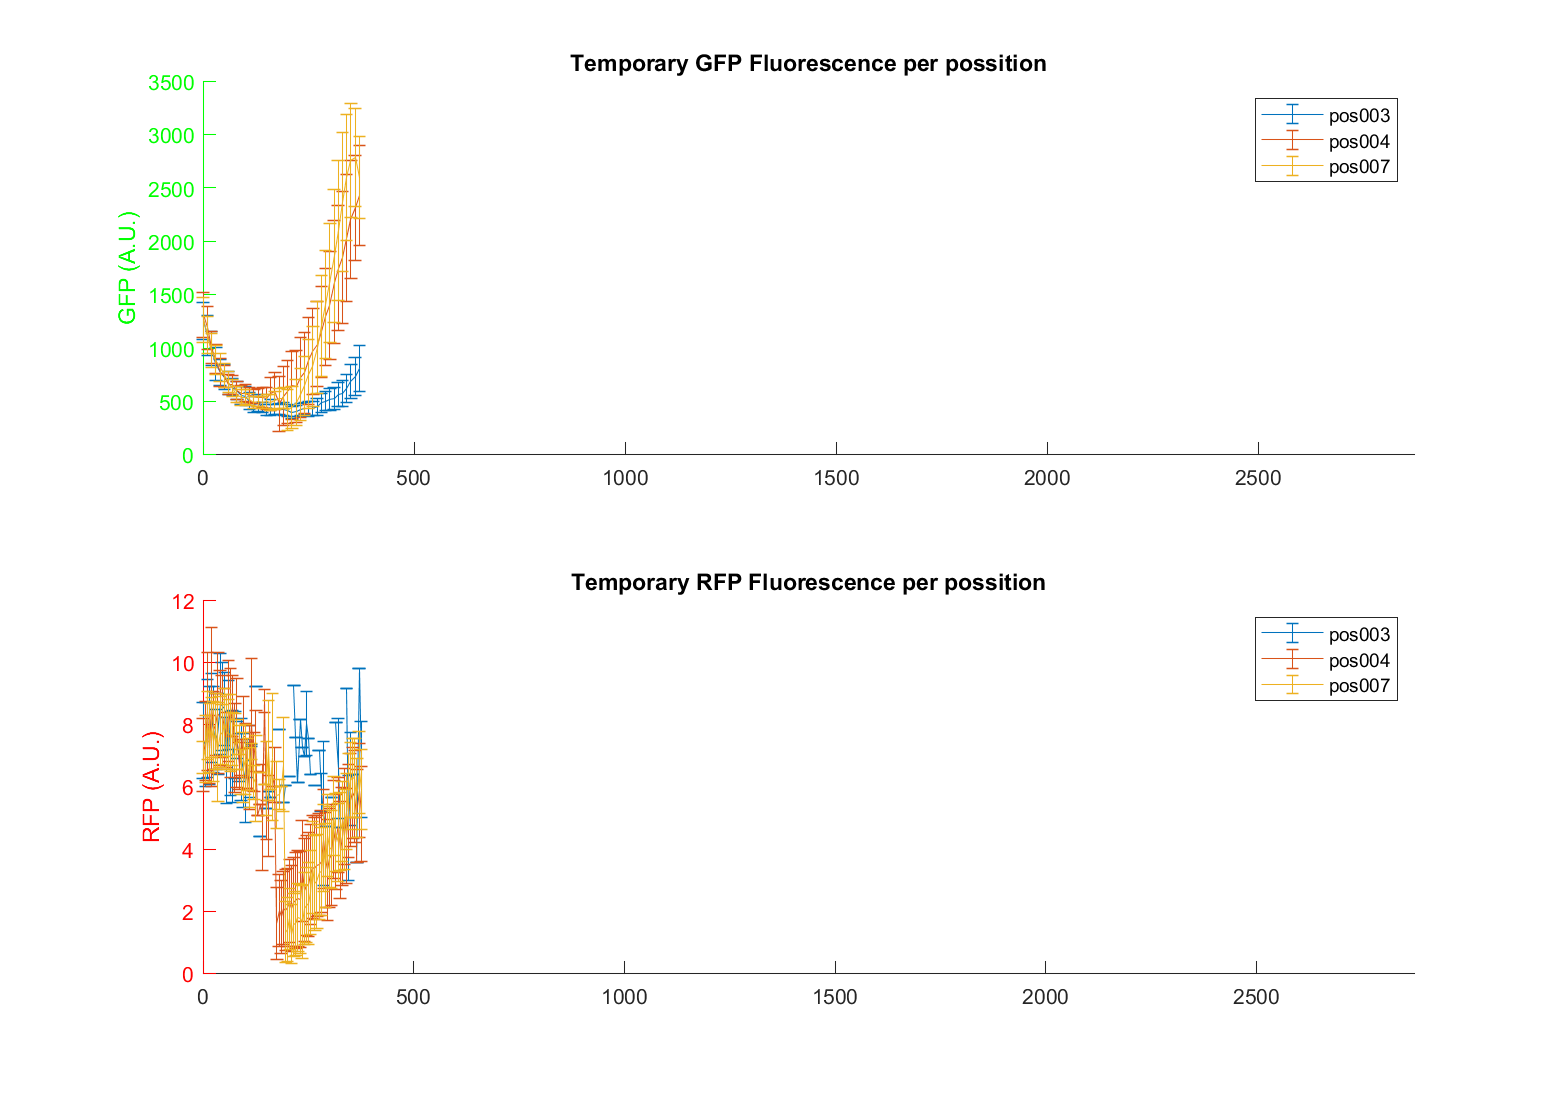 Temporary GFP Fluorescence per possition
GFP (A.U.)
3500
3000
2500
2000
1500
1000
500
0
0 500 1000 1500 2000 2500
pos003
pos004
pos007
Temporary RFP Fluorescence per possition
RFP (A.U.)
12
10
8
6
4
2
0
0 500 1000 1500 2000 2500
pos003
pos004
pos007